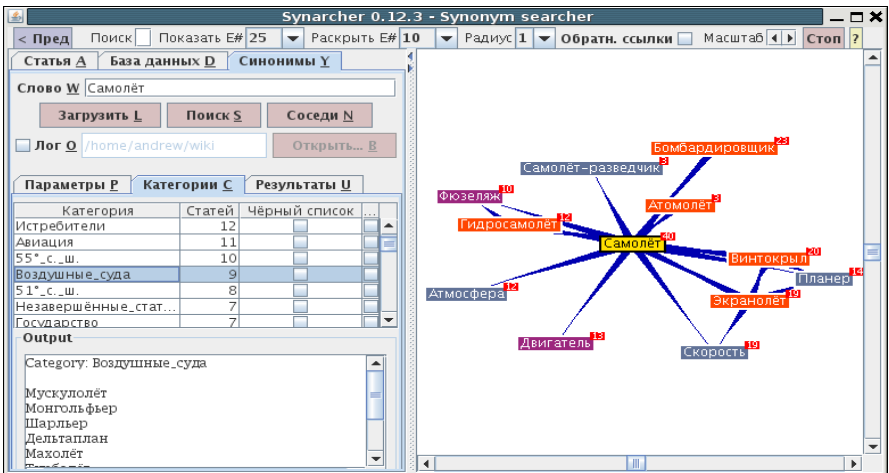 Synarcher 0.12.3 - Synonym searcher
< Пред Поиск Показать E# 25 Раскрыть E# 10 Радиус 1 Обратн. ссылки Масштаб Стоп ?
Статья A База данных D Синонимы Y
Слово W Самолёт
Загрузить L Поиск S Соседи N
Лог O /home/andrew/wiki Открыть... B
Параметры P Категории C Результаты U
Категория Статей Чёрный список ...
Истребители 12
Авиация 11
55°_с._ш. 10
Воздушные_суда 9
51°_с._ш. 8
Незавершённые_стат... 7
Государство 7
Output
Category: Воздушные_суда
Мускулолёт
Монгольфьер
Шарльер
Дельтаплан
Махолёт
Бомбардировщик 23
Самолёт-разведчик 3
Фюзеляж 10
Атомолёт 3
Гидросамолёт 12
Самолёт 40
Винтокрыл 20
Планер 14
Атмосфера 12
Экранолёт 19
Двигатель 13
Скорость 19